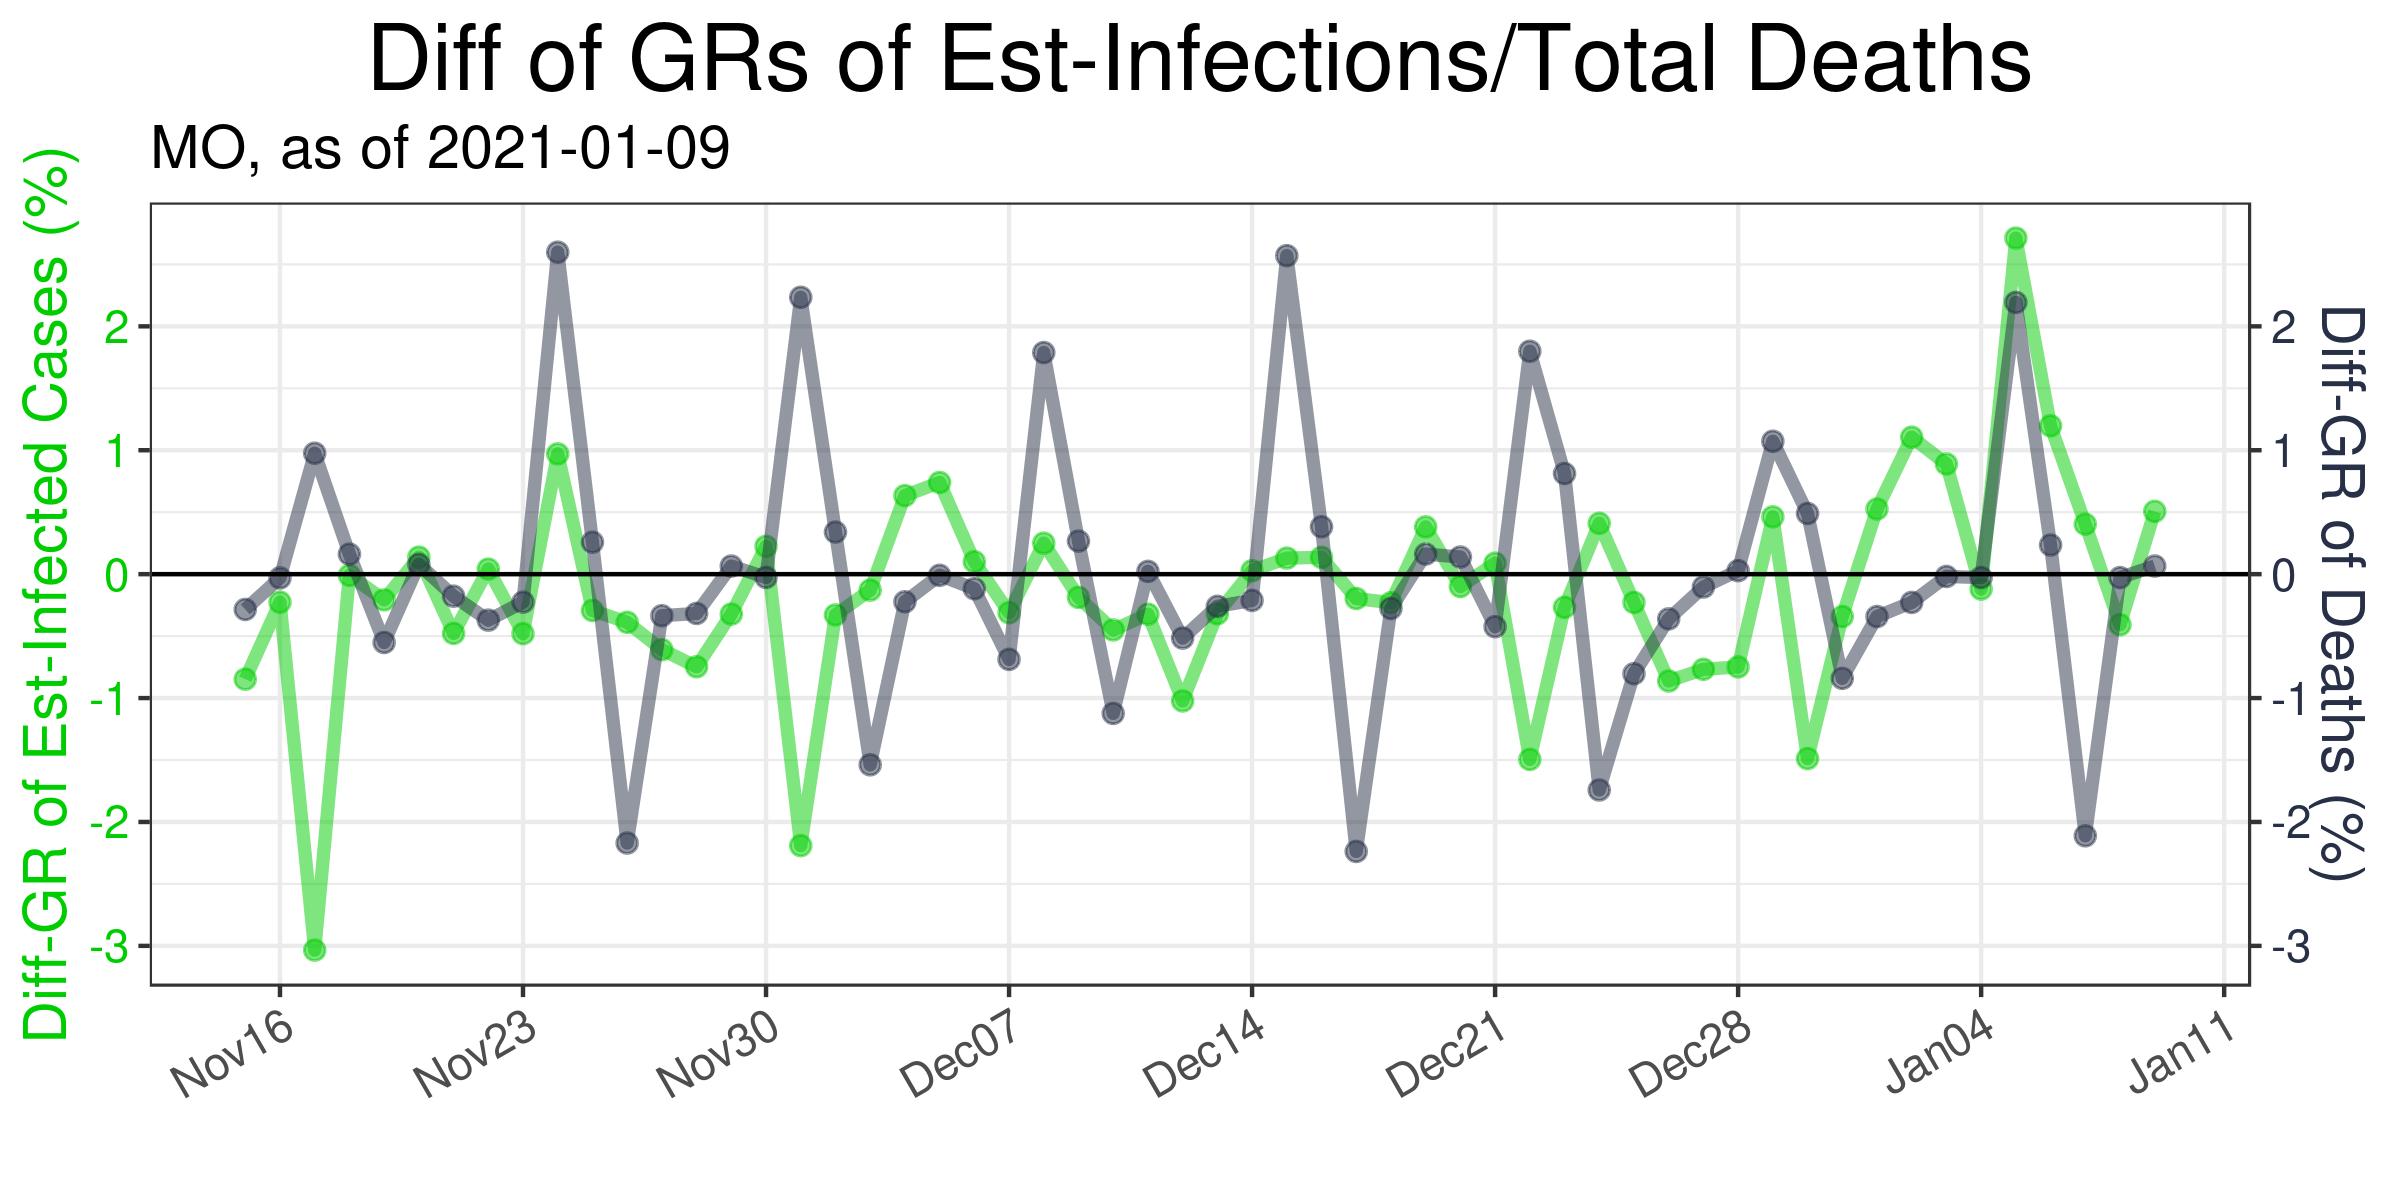 Diff of GRs of Est-Infections/Total Deaths
MO, as of 2021-01-09
Diff-GR of Est-Infected Cases (%)
2
1
0
-1
-2
-3
2
1
0
-1
-2
-3
Diff-GR of Deaths (%)
Nov16
Nov23
Nov30
Dec07
Dec14
Dec21
Dec28
Jan04
Jan11